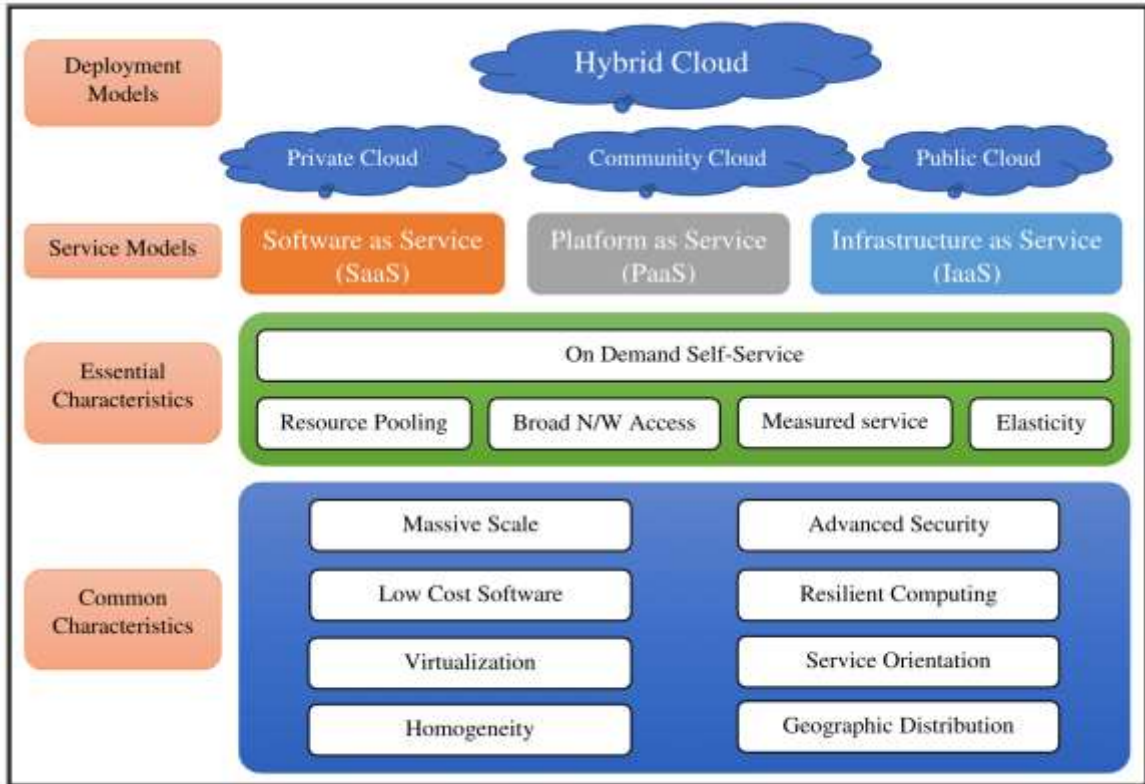 Deployment
Models
Hybrid Cloud
Private Cloud
Community Cloud
Public Cloud
Service Models
Software as Service
(SaaS)
Platform as Service
(PaaS)
Infrastructure as Service
(IaaS)
Essential
Characteristics
On Demand Self-Service
Resource Pooling
Broad N/W Access
Measured service
Elasticity
Common
Characteristics
Massive Scale
Advanced Security
Low Cost Software
Resilient Computing
Virtualization
Service Orientation
Homogeneity
Geographic Distribution